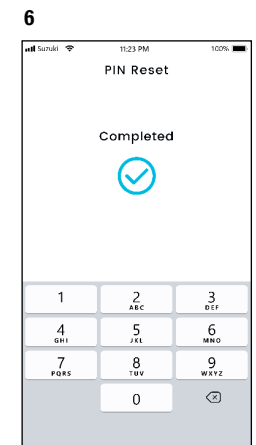 6
Suzuki 11:23 PM 100%
PIN Reset
Completed
1 2 3
ABC DEF
4 5 6
GHI JKL MNO
7 8 9
PQRS TUV WXYZ
0